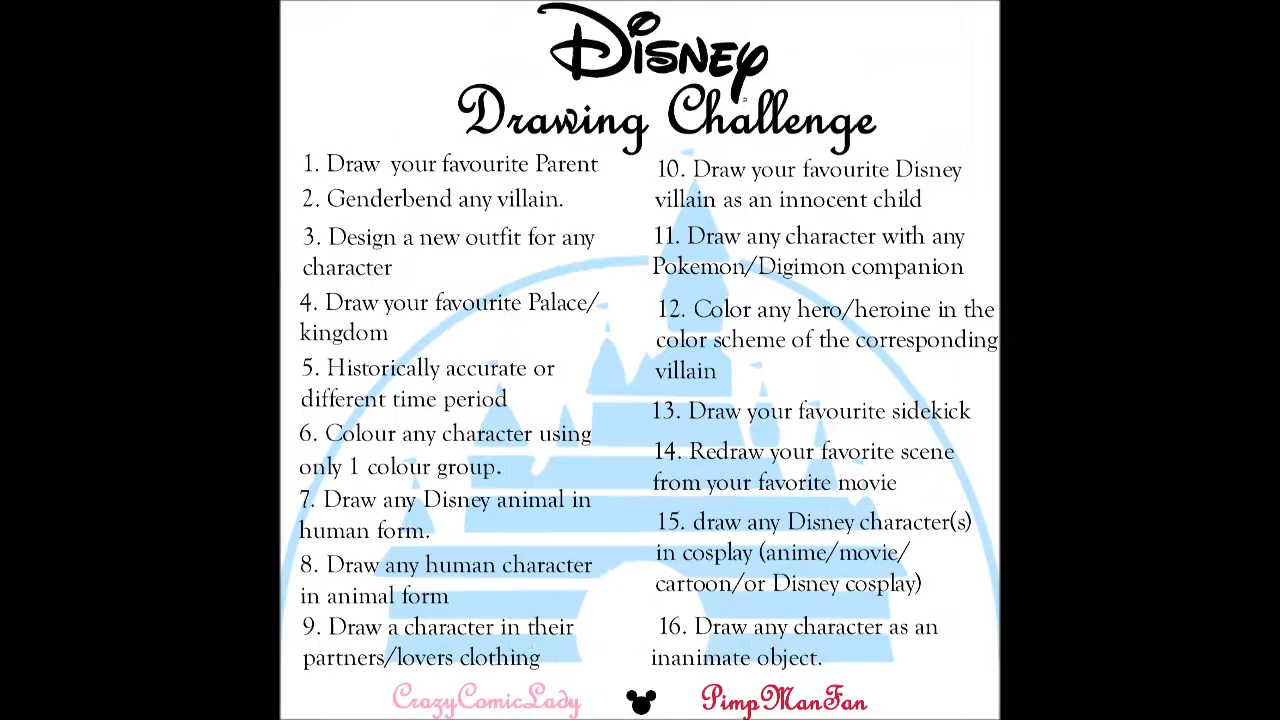 Disney
Drawing Challenge
1. Draw your favourite Parent
2. Genderbend any villain.
3. Design a new outfit for any
character
4. Draw your favourite Palace/
kingdom
5. Historically accurate or
different time period
6. Colour any character using
only 1 colour group.
7. Draw any Disney animal in
human form.
8. Draw any human character
in animal form
9. Draw a character in their
partners/lovers clothing
10. Draw your favourite Disney
villain as an innocent child
11. Draw any character with any
Pokemon/Digimon companion
12. Color any hero/heroine in the
color scheme of the corresponding
villain
13. Draw your favourite sidekick
14. Redraw your favorite scene
from your favorite movie
15. draw any Disney character(s)
in cosplay (anime/movie/
cartoon/or Disney cosplay)
16. Draw any character as an
inanimate object.
CrazyComicLady
PimpManFan